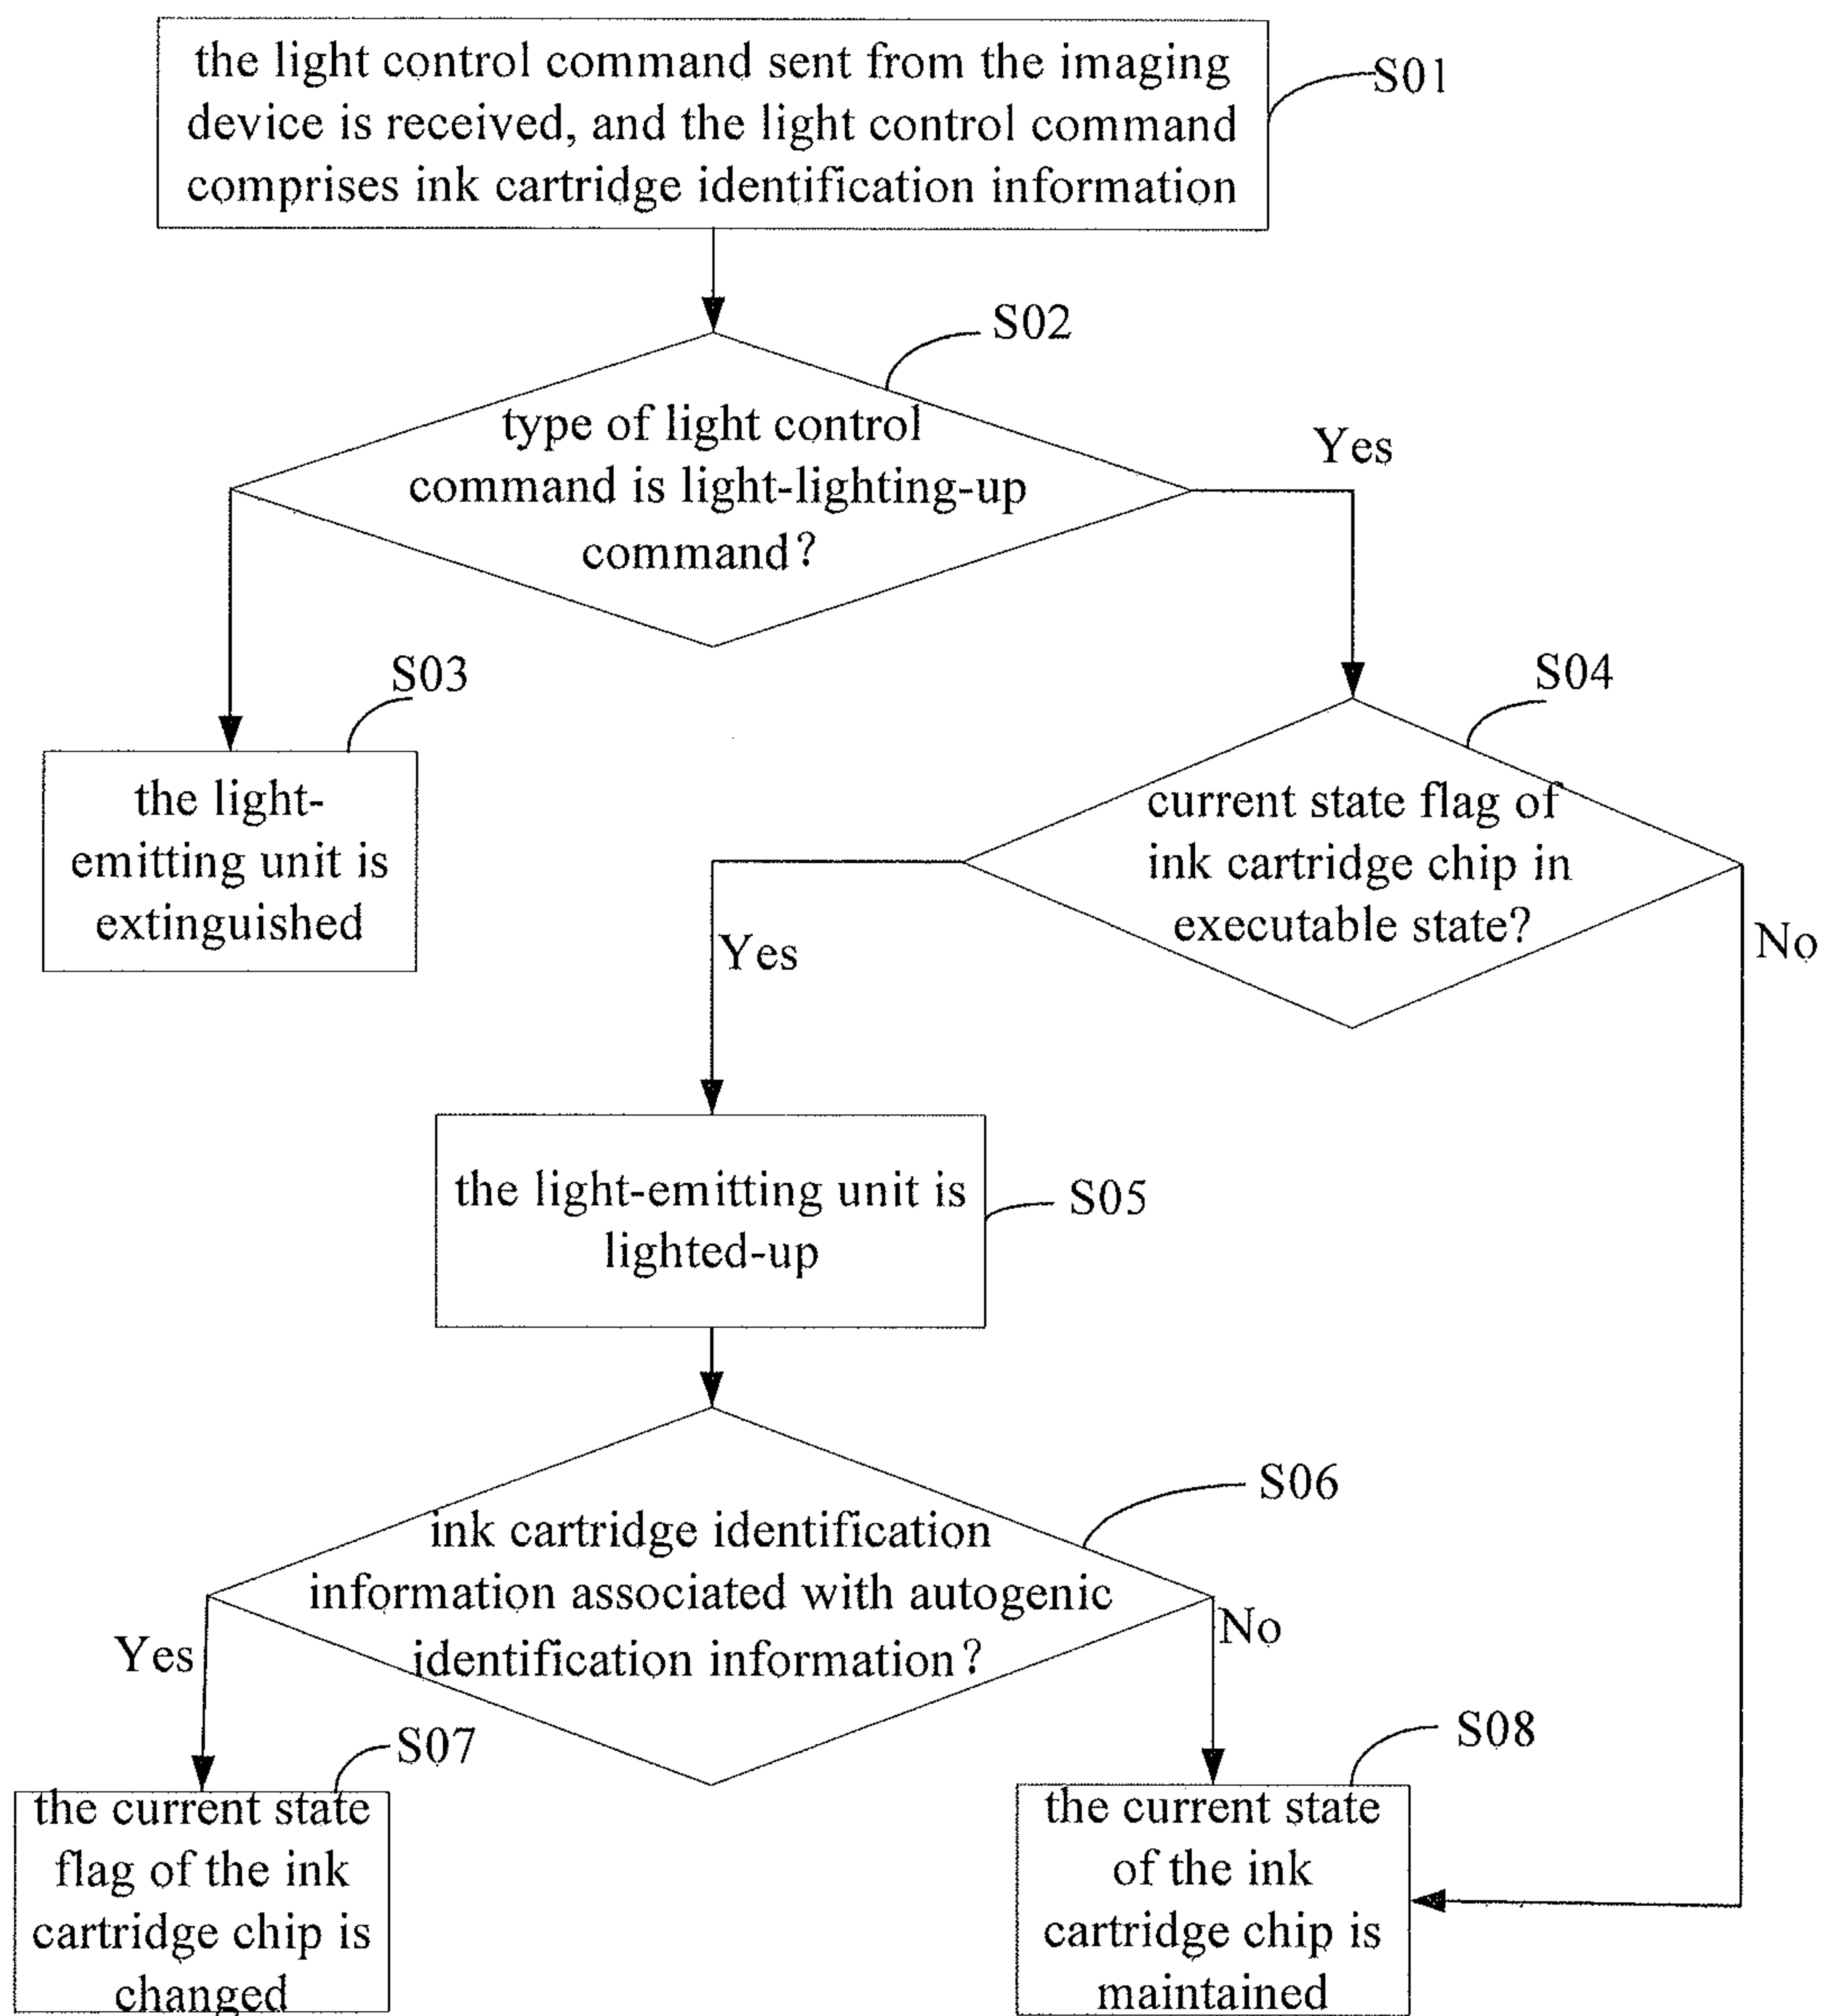 the light control command sent from the imaging
device is received, and the light control command
comprises ink cartridge identification information
S01
S02
type of light control
command is light-lighting-up
command?
Yes
S03
the light-
emitting unit is
extinguished
S04
current state flag of
ink cartridge chip in
executable state?
Yes
No
the light-emitting unit is
lighted-up
S05
S06
ink cartridge identification
information associated with autogenic
identification information?
Yes
No
S07
the current state
flag of the ink
cartridge chip is
changed
S08
the current state
of the ink
cartridge chip is
maintained